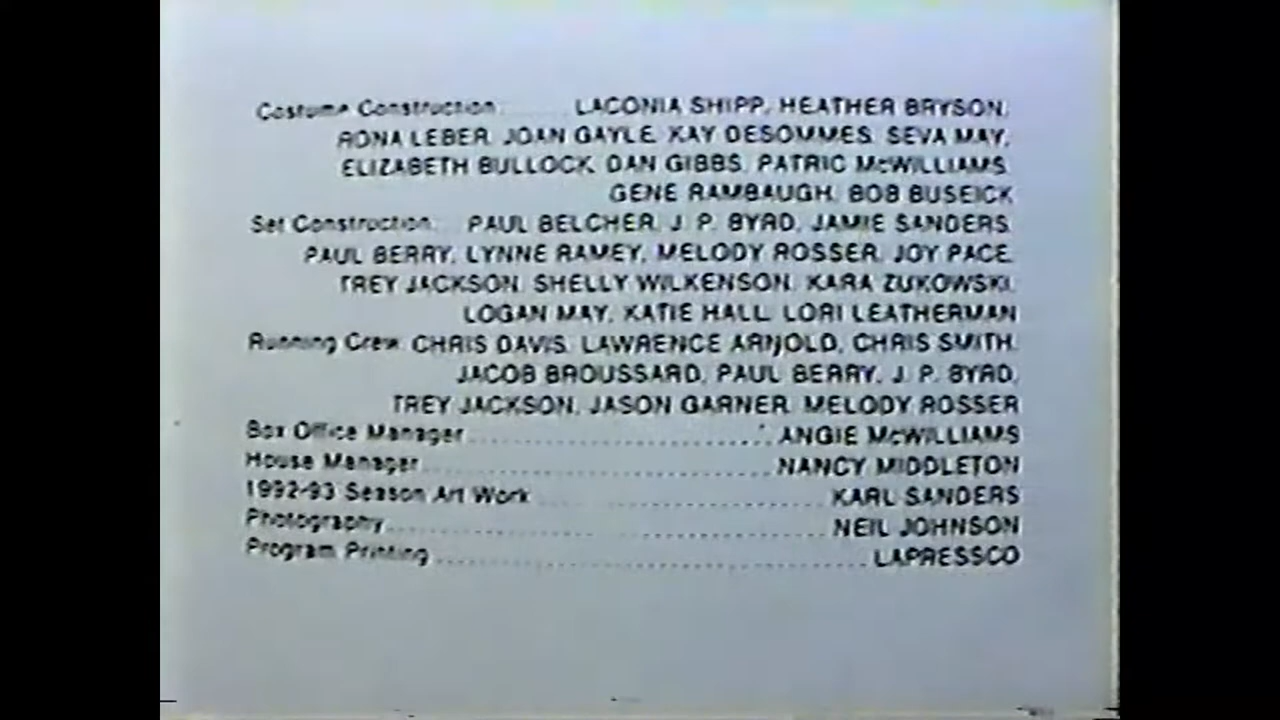 Costume Construction ........ LACONIA SHIPP, HEATHER BRYSON,
RONA LEBER, JOAN GAYLE, KAY DESOMMES, SEVA MAY,
ELIZABETH BULLOCK, DAN GIBBS, PATRIC McWILLIAMS,
GENE RAMBAUGH, BOB BUSEICK
Set Construction.... PAUL BELCHER, J. P. BYRD, JAMIE SANDERS,
PAUL BERRY, LYNNE RAMEY, MELODY ROSSER, JOY PACE,
TREY JACKSON, SHELLY WILKENSON, KARA ZUKOWSKI,
LOGAN MAY, KATIE HALL, LORI LEATHERMAN
Running Crew. CHRIS DAVIS, LAWRENCE ARNOLD, CHRIS SMITH,
JACOB BROUSSARD, PAUL BERRY, J. P. BYRD,
TREY JACKSON, JASON GARNER, MELODY ROSSER
Box Office Manager.............................. ANGIE McWILLIAMS
House Manager................................... NANCY MIDDLETON
1992-93 Season Art Work ........................ KARL SANDERS
Photography..................................... NEIL JOHNSON
Program Printing................................ LAPRESSCO